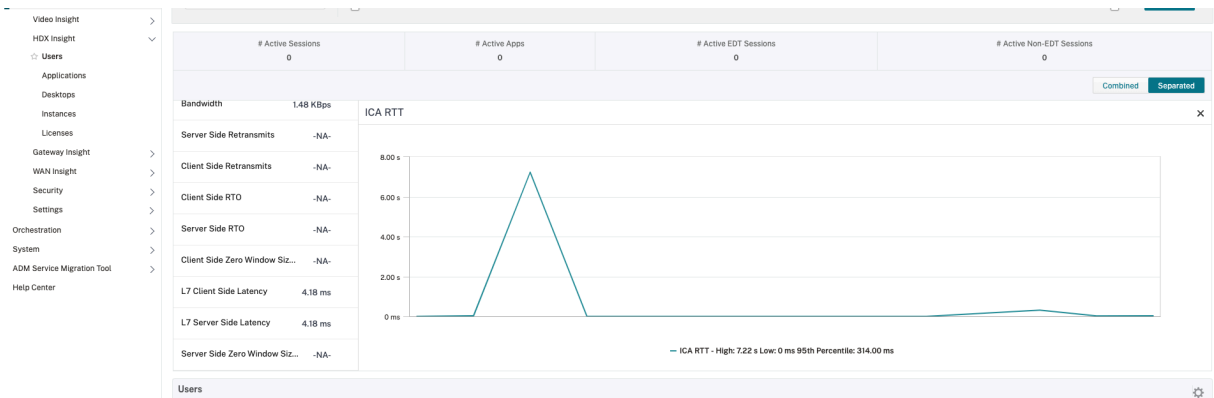 Video Insight
HDX Insight
Users
Applications
Desktops
Instances
Licenses
Gateway Insight
WAN Insight
Security
Settings
Orchestration
System
ADM Service Migration Tool
Help Center
# Active Sessions
0
# Active Apps
0
# Active EDT Sessions
0
# Active Non-EDT Sessions
0
Combined
Separated
Bandwidth 1.48 KBps
Server Side Retransmits -NA-
Client Side Retransmits -NA-
Client Side RTO -NA-
Server Side RTO -NA-
Client Side Zero Window Siz... -NA-
L7 Client Side Latency 4.18 ms
L7 Server Side Latency 4.18 ms
Server Side Zero Window Siz... -NA-
ICA RTT
8.00 s
6.00 s
4.00 s
2.00 s
0 ms
ICA RTT - High: 7.22 s Low: 0 ms 95th Percentile: 314.00 ms
Users